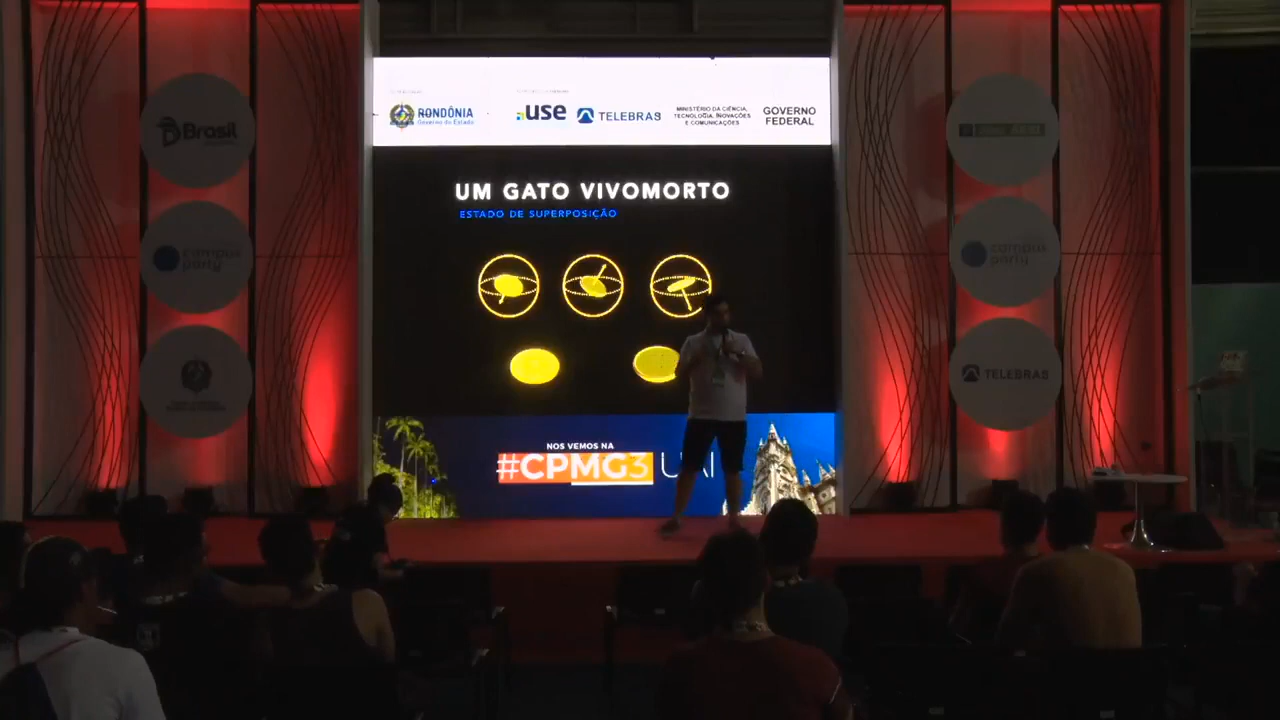 RONDÔNIA
Governo do Estado
use
TELEBRAS
MINISTÉRIO DA CIÊNCIA,
TECNOLOGIA, INOVAÇÕES
E COMUNICAÇÕES
GOVERNO
FEDERAL
UM GATO VIVOMORTO
ESTADO DE SUPERPOSIÇÃO
NOS VEMOS NA
#CPMG3 UAI
Brasil
campus
party
campus
party
TELEBRAS